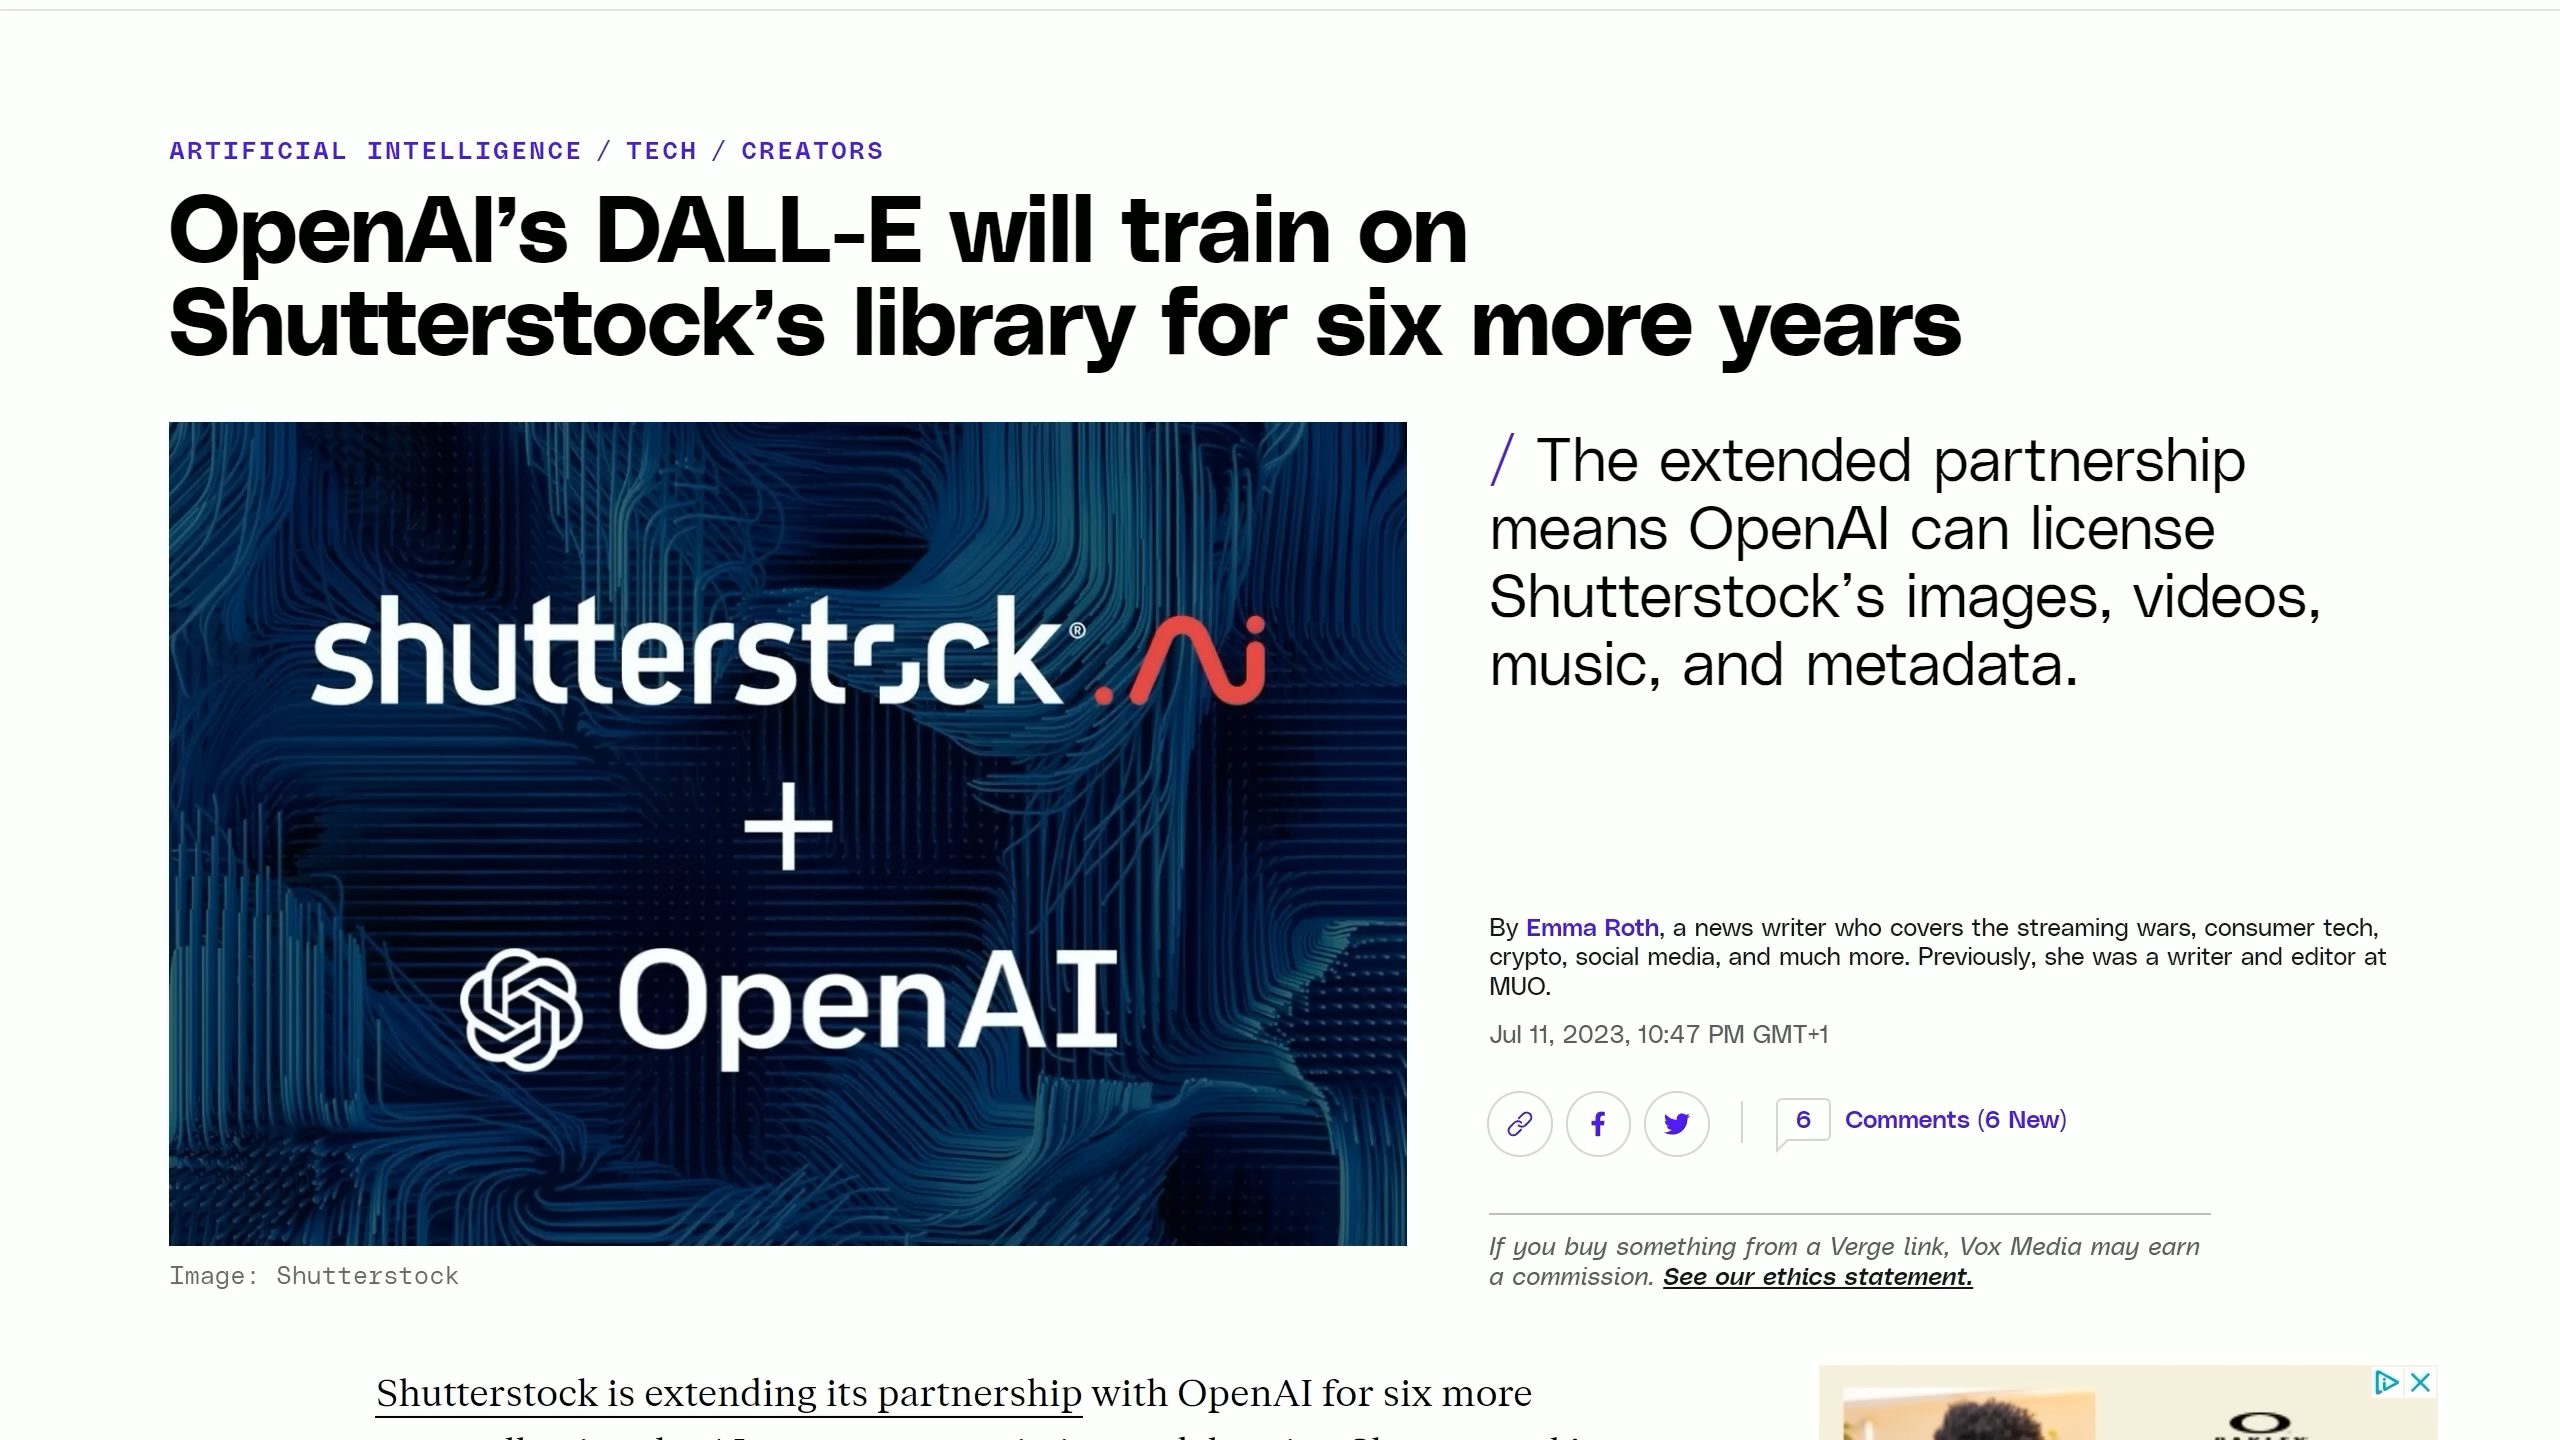 ARTIFICIAL INTELLIGENCE / TECH / CREATORS
OpenAI’s DALL-E will train on
Shutterstock’s library for six more years
shutterstock® .Ai
+
OpenAI
Image: Shutterstock
/ The extended partnership
means OpenAI can license
Shutterstock’s images, videos,
music, and metadata.
By Emma Roth, a news writer who covers the streaming wars, consumer tech,
crypto, social media, and much more. Previously, she was a writer and editor at
MUO.
Jul 11, 2023, 10:47 PM GMT+1
6 Comments (6 New)
If you buy something from a Verge link, Vox Media may earn
a commission. See our ethics statement.
Shutterstock is extending its partnership with OpenAI for six more